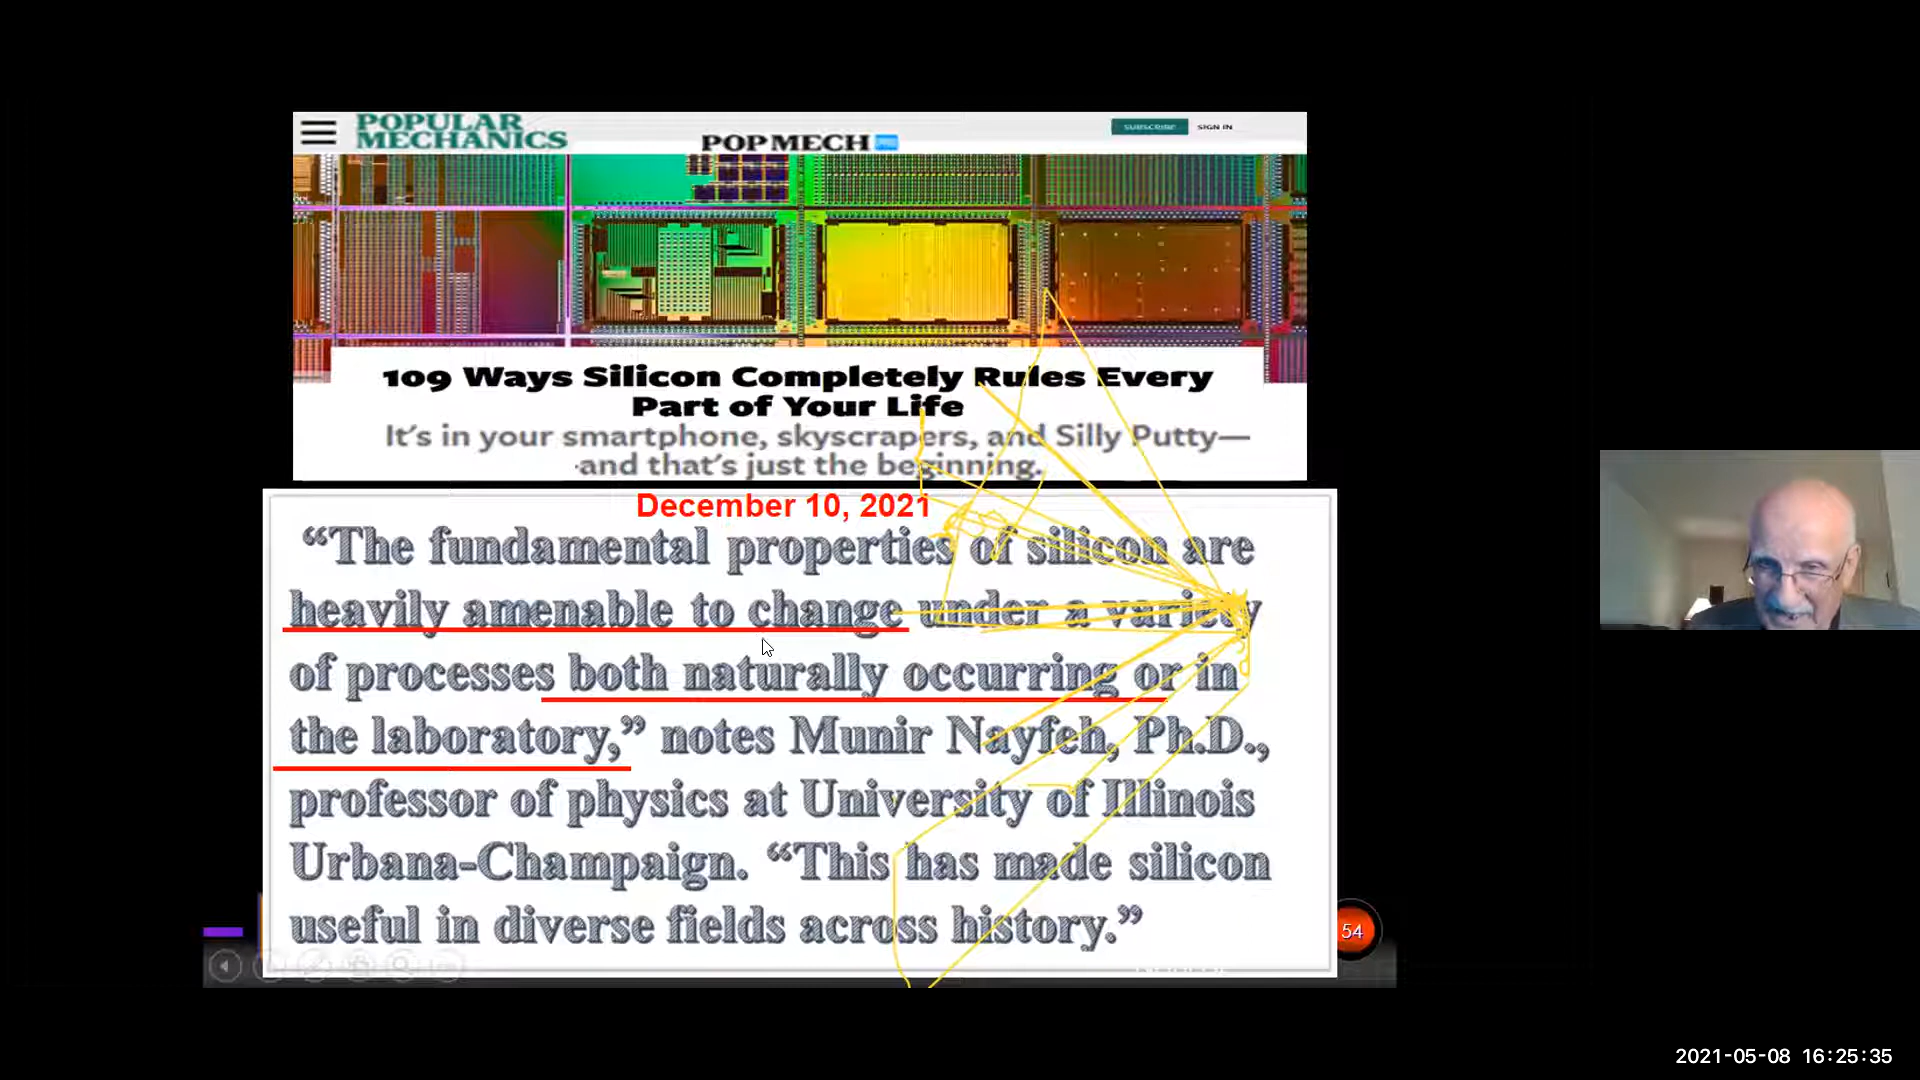 POPULAR
MECHANICS
POPMECH
SUBSCRIBE
SIGN IN
109 Ways Silicon Completely Rules Every
Part of Your Life
It's in your smartphone, skyscrapers, and Silly Putty—
and that's just the beginning.
December 10, 2021
“The fundamental properties of silicon are
heavily amenable to change under a variety
of processes both naturally occurring or in
the laboratory,” notes Munir Nayfeh, Ph.D.,
professor of physics at University of Illinois
Urbana-Champaign. “This has made silicon
useful in diverse fields across history.”
54
2021-05-08 16:25:35